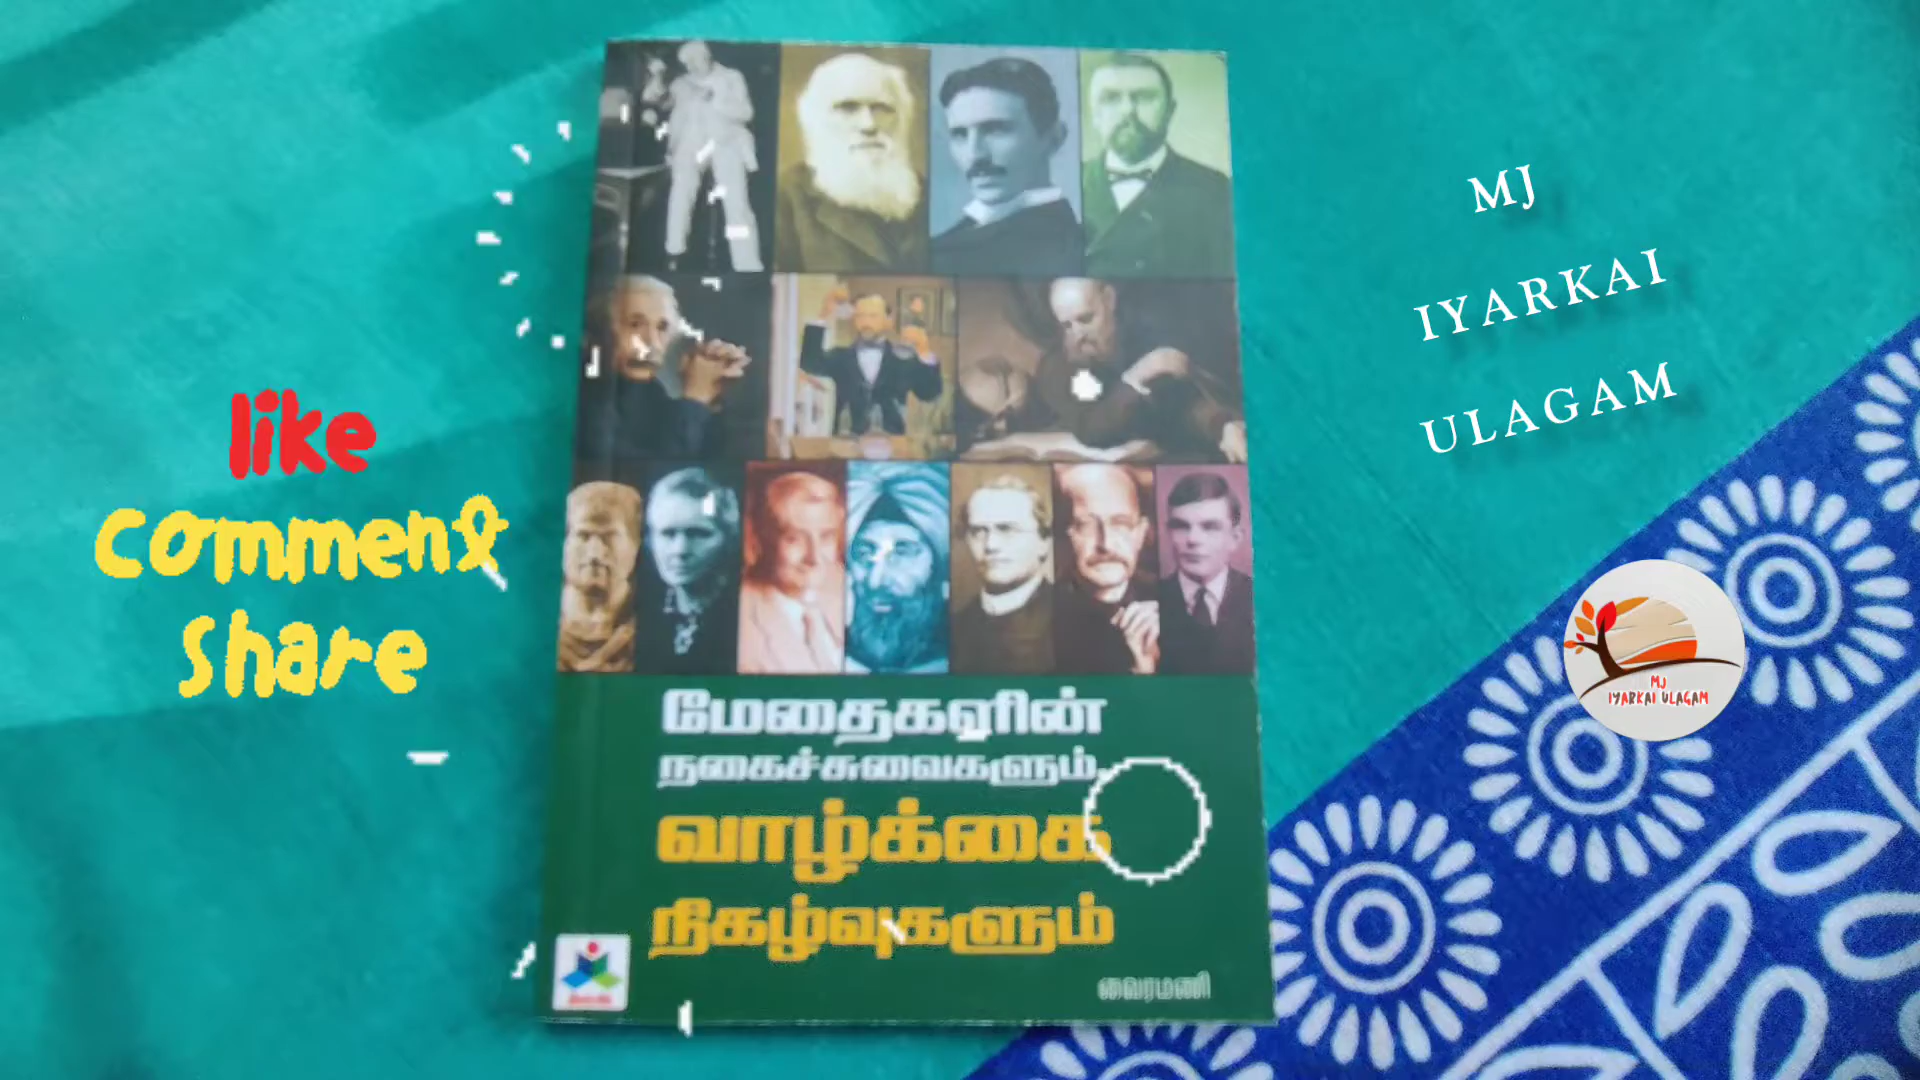 like
comment
share
மேதைகளின்
நகைச்சுவைகளும்
வாழ்க்கை
நிகழ்வுகளும்
வைரமணி
MJ
IYARKAI
ULAGAM
MJ
IYARKAI ULAGAM